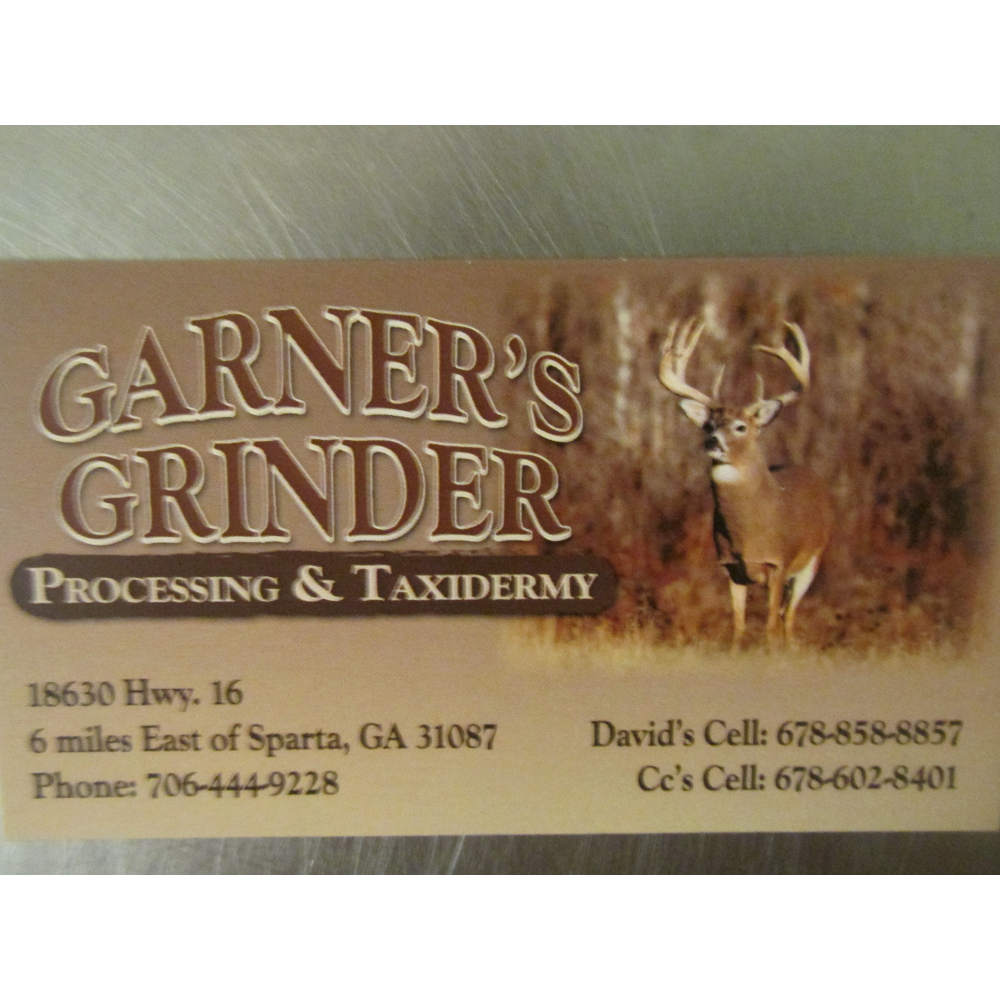 GARNER'S
GRINDER
PROCESSING & TAXIDERMY
18630 Hwy. 16
6 miles East of Sparta, GA 31087
Phone: 706-444-9228
David's Cell: 678-858-8857
Cc's Cell: 678-602-8401